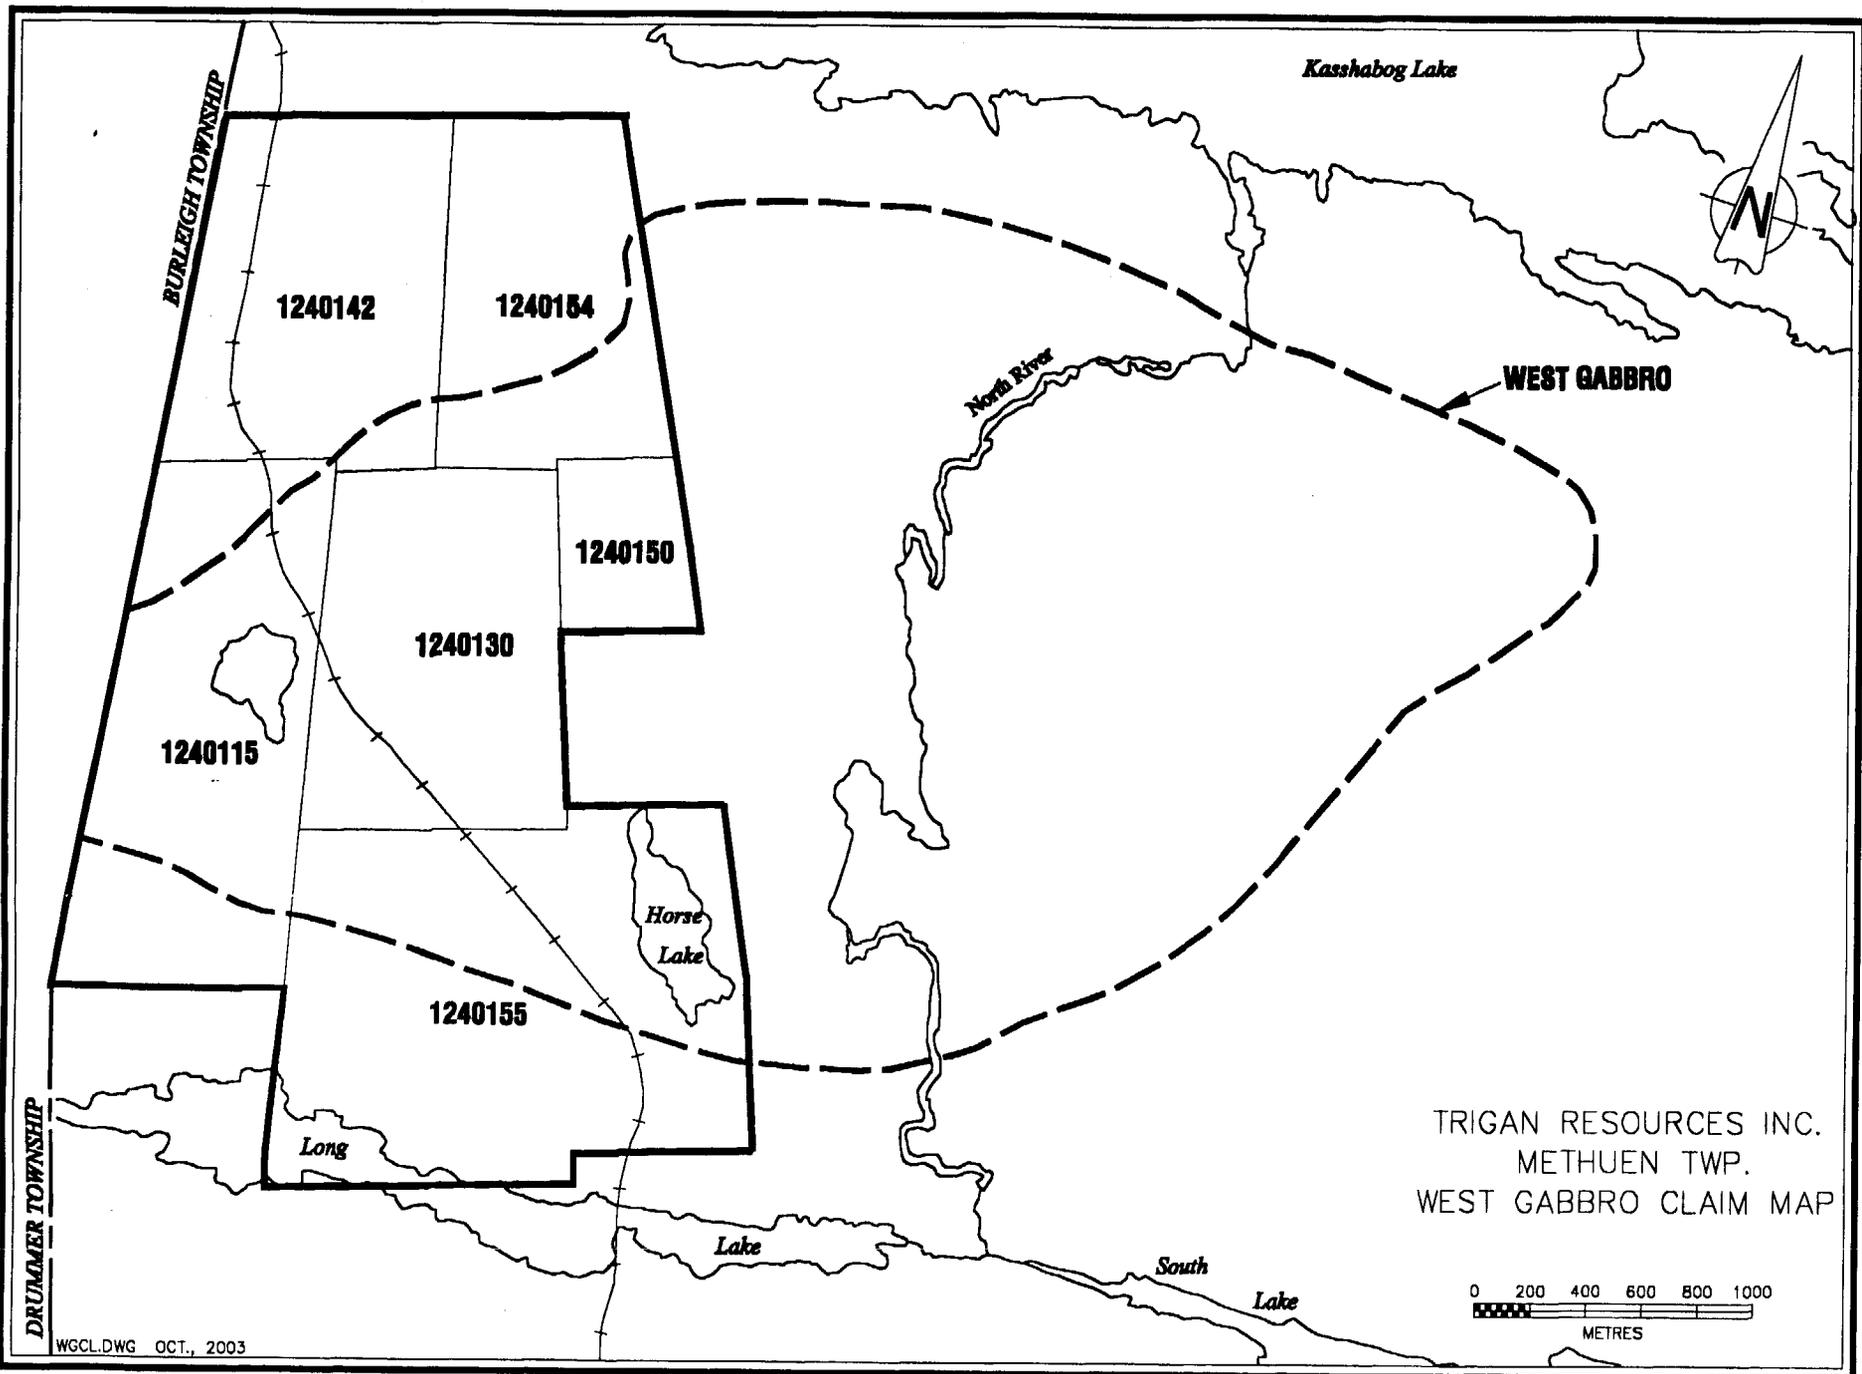 Kasshabog Lake
BURLEIGH TOWNSHIP
N
1240142
1240154
North River
WEST GABBRO
1240150
1240130
1240115
Horse
Lake
1240155
Long
Lake
South
Lake
DRUMMER TOWNSHIP
TRIGAN RESOURCES INC.
METHUEN TWP.
WEST GABBRO CLAIM MAP
0 200 400 600 800 1000
METRES
WGCL.DWG OCT., 2003